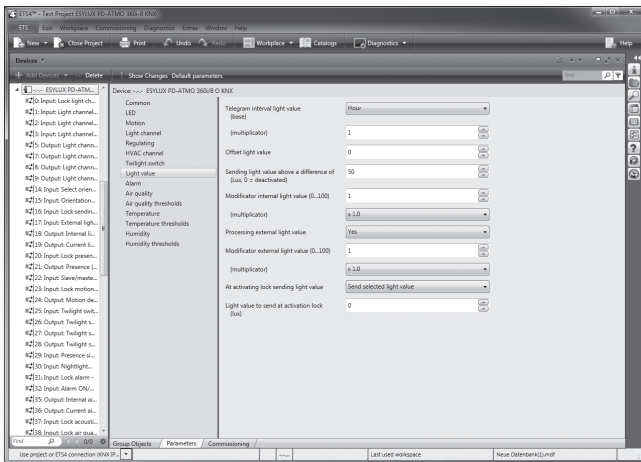 ETS4™ - Test Project ESYLUX PD-ATMO 360i-8 KNX
ETS Edit Workplace Commissioning Diagnostics Extras Window Help
New Close Project Print Undo Redo Workplace Catalogs Diagnostics Help
Devices
Add Devices Delete Show Changes Default parameters Find
-.-.- ESYLUX PD-ATM...
0: Input: Lock light ch...
1: Input: Light channel...
2: Input: Light channel...
3: Input: Light channel...
5: Output: Light chann...
7: Output: Light chann...
8: Output: Light chann...
9: Output: Light chann...
14: Input: Select orien...
15: Input: Orientation...
16: Input: Lock sendin...
17: Input: External ligh...
18: Output: Internal li...
19: Output: Current li...
20: Input: Lock presen...
21: Output: Presence (...
22: Input: Slave/maste...
23: Input: Lock motion...
24: Output: Motion de...
25: Input: Twilight swit...
26: Output: Twilight s...
27: Output: Twilight s...
28: Output: Twilight s...
29: Input: Presence si...
30: Input: Nightlight...
31: Input: Lock alarm -
32: Input: Alarm ON/...
35: Output: Internal ai...
36: Output: Current ai...
37: Input: Lock acousti...
38: Input: Lock air qua...
Find 0/0
Device: -.-.- ESYLUX PD-ATMO 360i/8 O KNX
Common
LED
Motion
Light channel
Regulating
HVAC channel
Twilight switch
Light value
Alarm
Air quality
Air quality thresholds
Temperature
Temperature thresholds
Humidity
Humidity thresholds
Telegram interval light value
(base)
Hour
(multiplicator) 1
Offset light value 0
Sending light value above a difference of
(Lux, 0 = deactivated)
50
Modificator internal light value (0...100) 1
(multiplicator) x 1.0
Processing external light value Yes
Modificator external light value (0...100) 1
(multiplicator) x 1.0
At activating lock sending light value Send selected light value
Light value to send at activation lock
(lux)
0
Group Objects Parameters Commissioning
Use project or ETS4 connection (KNX IP... -.-.- Last used workspace Neue Datenbank(1).mdf